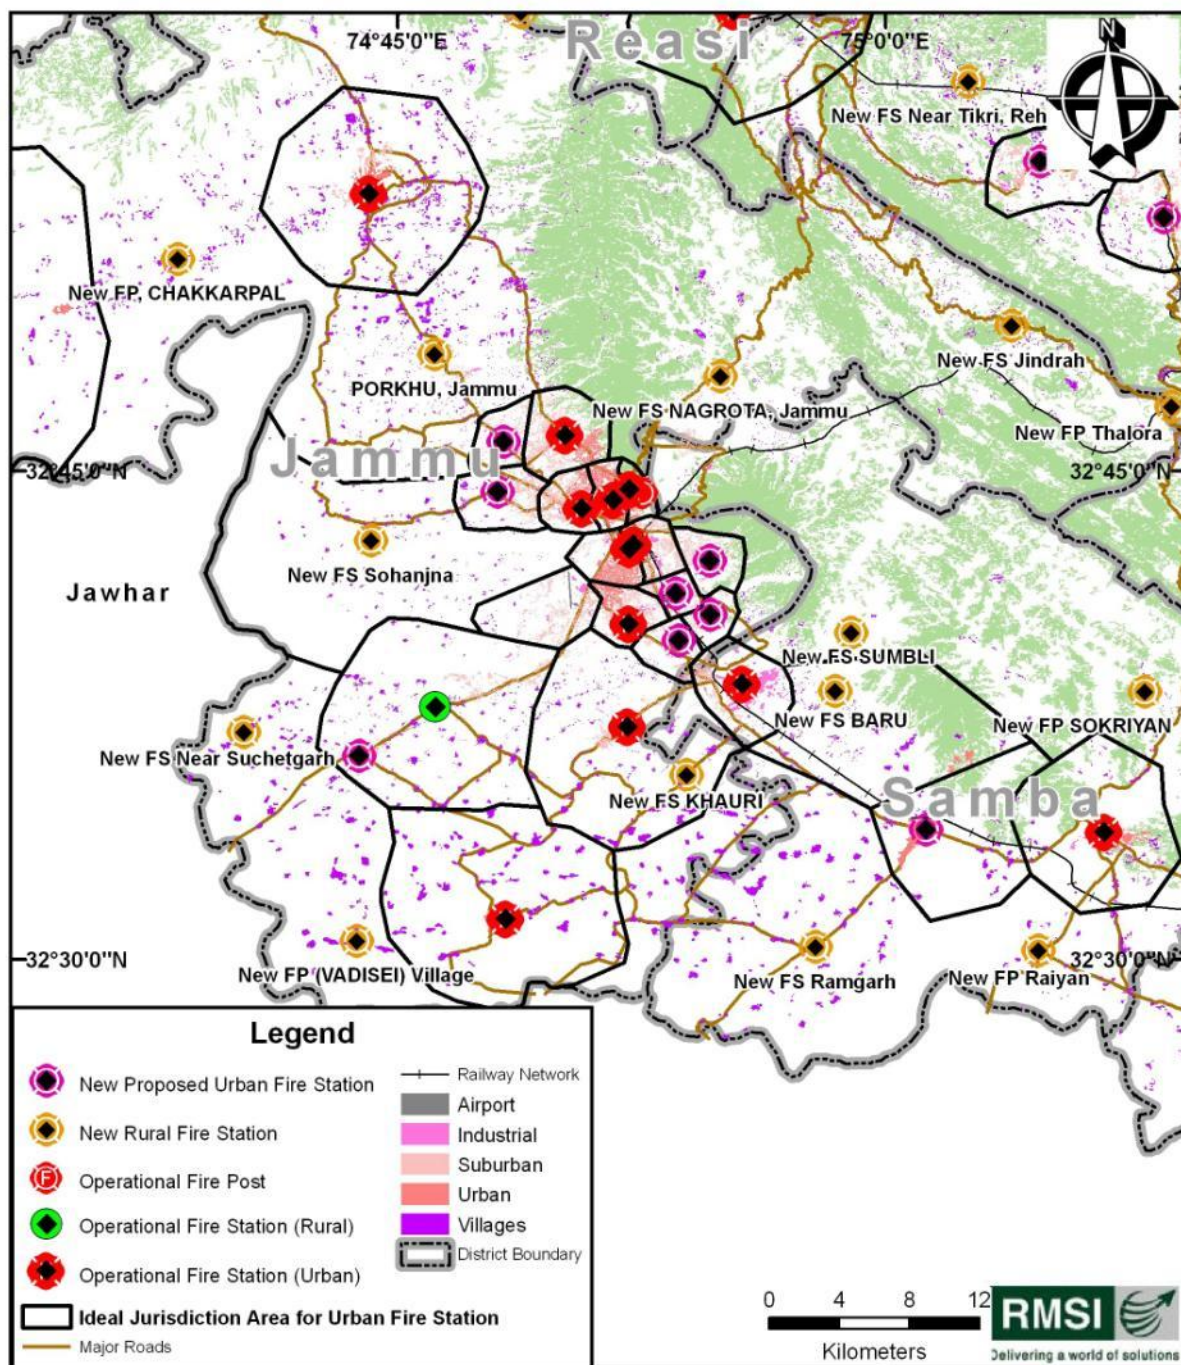 Reasi
74°45'0"E
75°0'0"E
N
New FS Near Tikri, Reh
New FP, CHAKKARPAL
New FS Jindrah
PORKHU, Jammu
New FS NAGROTA, Jammu
New FP Thalora
Jammu
32°45'0"N
32°45'0"N
New FS Sohanjna
Jawhar
New FS SUMBLI
New FS BARU
New FP SOKRIYAN
New FS Near Suchetgarh
New FS KHAURI
Samba
32°30'0"N
32°30'0"N
New FP (VADISEI) Village
New FS Ramgarh
New FP Raiyan
Legend
New Proposed Urban Fire Station
New Rural Fire Station
F
Operational Fire Post
Operational Fire Station (Rural)
Operational Fire Station (Urban)
Ideal Jurisdiction Area for Urban Fire Station
Major Roads
Railway Network
Airport
Industrial
Suburban
Urban
Villages
District Boundary
0 4 8 12
Kilometers
RMSI
Delivering a world of solutions